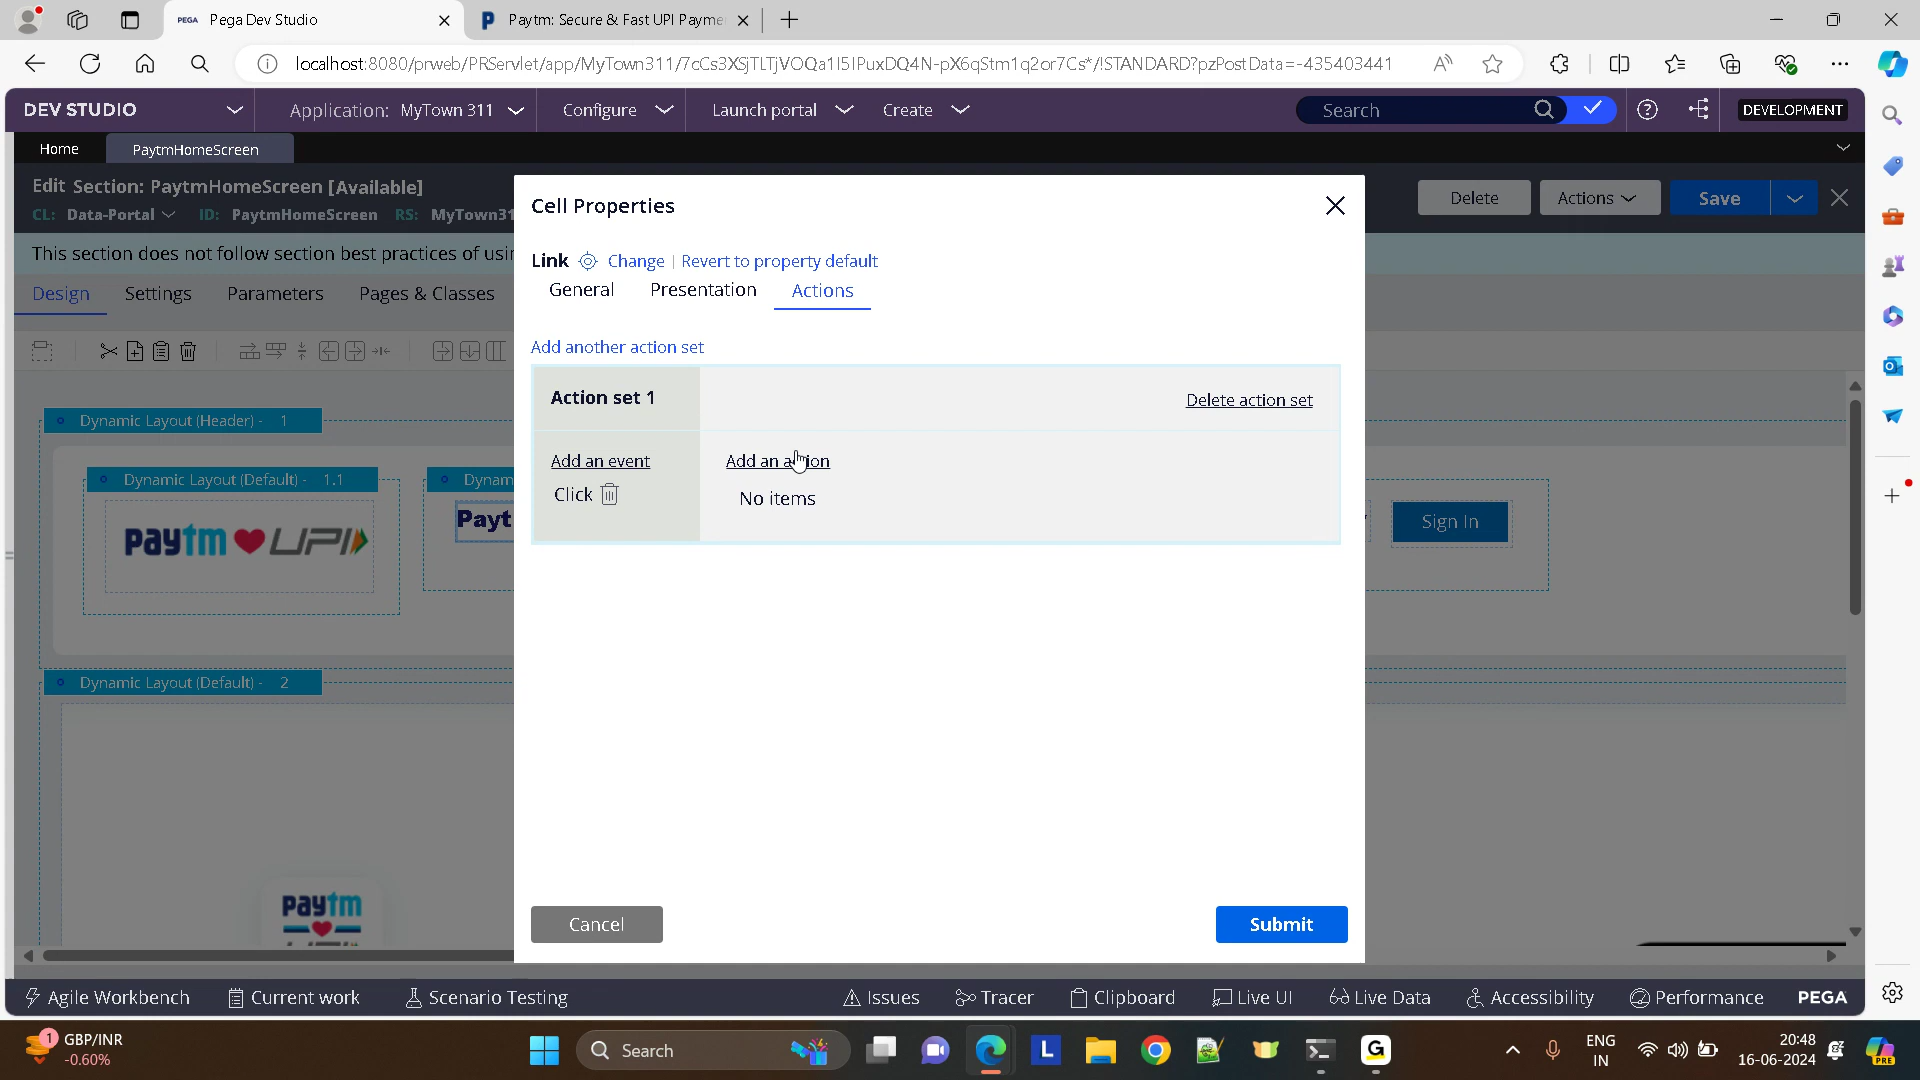 Pega Dev Studio
Paytm: Secure & Fast UPI Payme
localhost:8080/prweb/PRServlet/app/MyTown311/7cCs3XSjTLTjVOQa1I5IPuxDQ4N-pX6qStm1q2or7Cs*/!STANDARD?pzPostData=-435403441
DEV STUDIO
Application: MyTown 311
Configure
Launch portal
Create
Search
DEVELOPMENT
Home
PaytmHomeScreen
Edit Section: PaytmHomeScreen [Available]
CL: Data-Portal ID: PaytmHomeScreen RS: MyTown31
Delete
Actions
Save
This section does not follow section best practices of usin
Design
Settings
Parameters
Pages & Classes
Cell Properties
Link Change | Revert to property default
General
Presentation
Actions
Add another action set
Action set 1
Delete action set
Add an event
Add an action
Click
No items
Cancel
Submit
Dynamic Layout (Header) - 1
Dynamic Layout (Default) - 1.1
Dynam
paytm UPI
Payt
Sign In
Dynamic Layout (Default) - 2
paytm
Agile Workbench
Current work
Scenario Testing
Issues
Tracer
Clipboard
Live UI
Live Data
Accessibility
Performance
PEGA
1
GBP/INR
-0.60%
Search
ENG
IN
20:48
16-06-2024